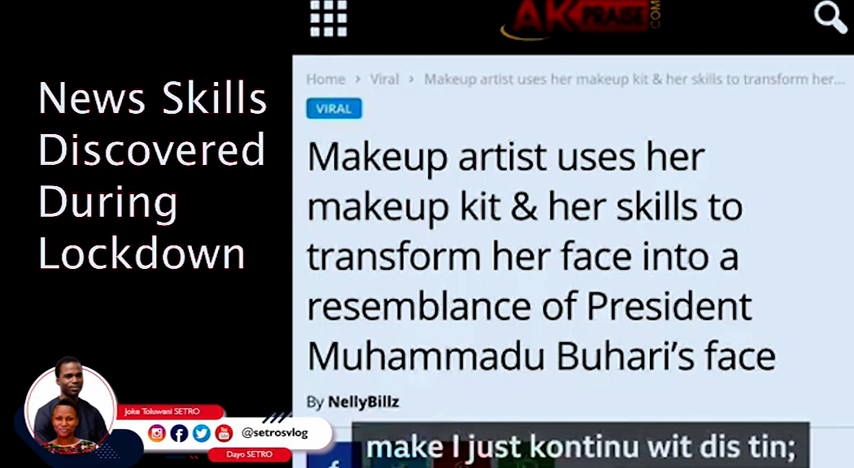 AK PRAISE .COM
News Skills
Discovered
During
Lockdown
Home > Viral > Makeup artist uses her makeup kit & her skills to transform her...
VIRAL
Makeup artist uses her
makeup kit & her skills to
transform her face into a
resemblance of President
Muhammadu Buhari's face
By NellyBillz
make I just kontinu wit dis tin;
Joke Toluwani SETRO
@setrosvlog
Dayo SETRO